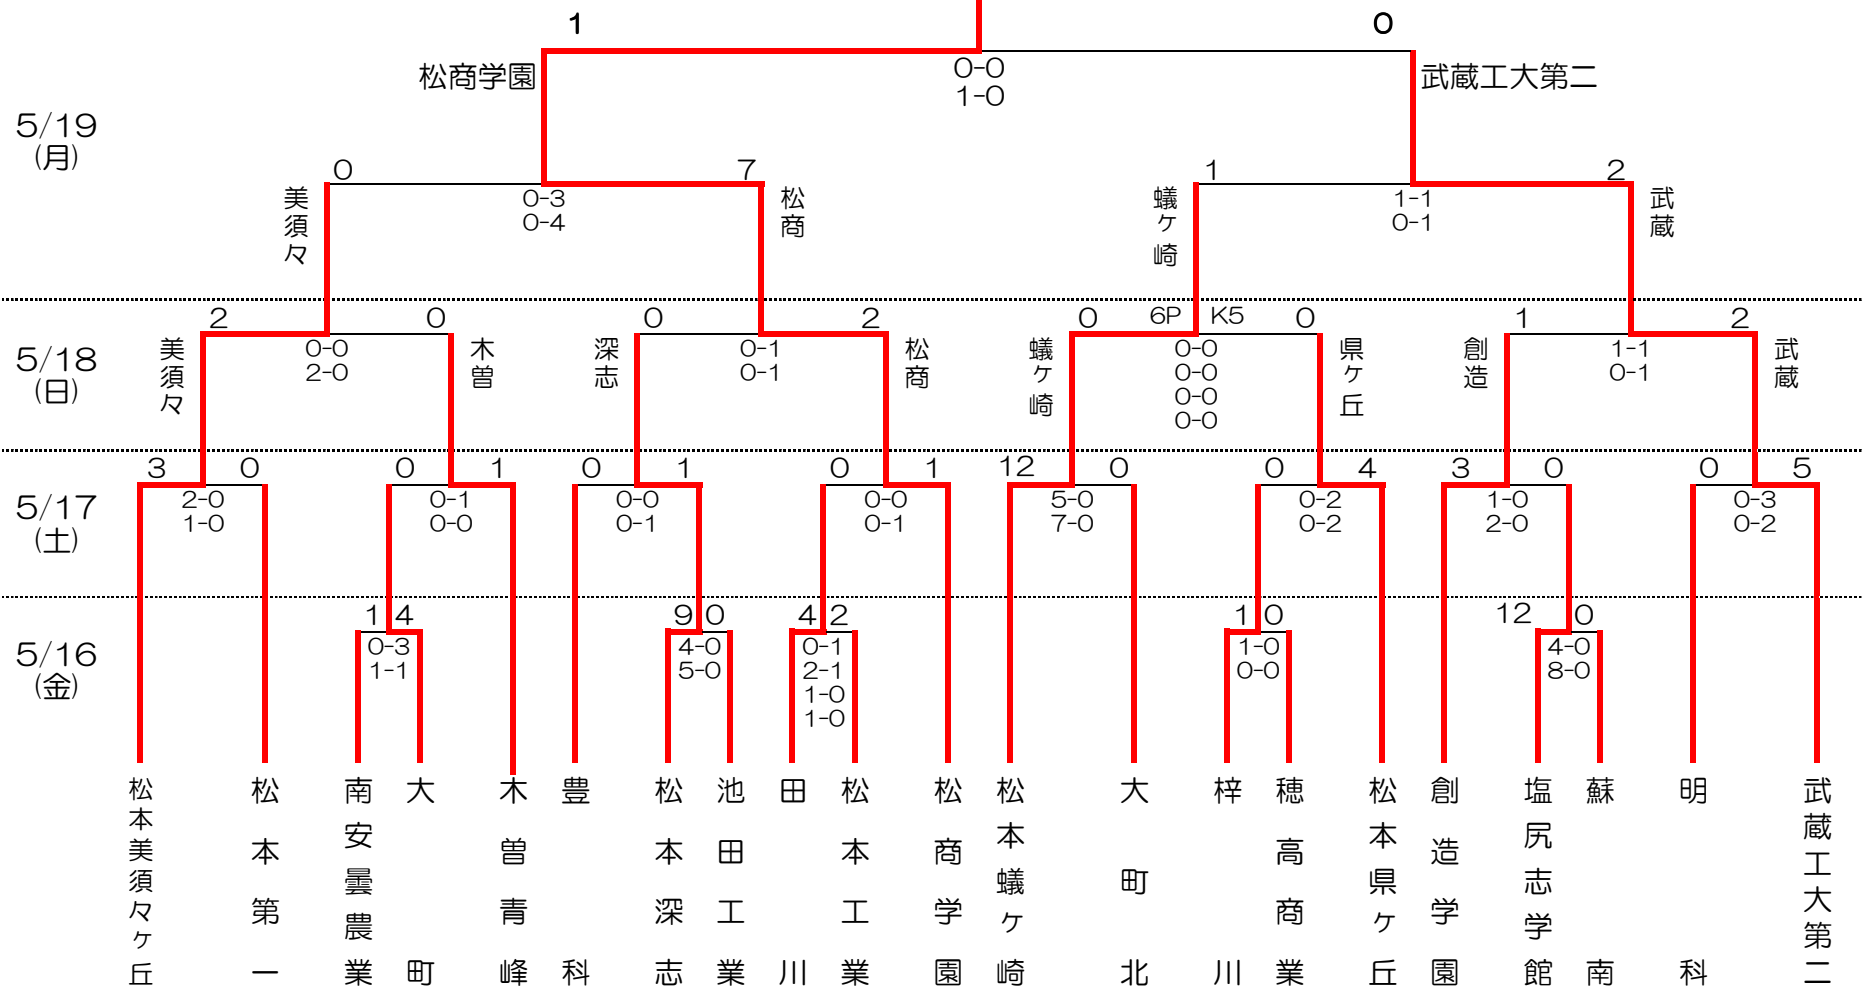 1 0
松商学園 0-0 武蔵工大第二
1-0
5/19
(月)
0 7 1 2
美須々 0-3 松商 蟻ケ崎 1-1 武蔵
0-4 0-1
2 0 0 2 0 6P K5 0 1 2
5/18
(日)
美須々 0-0 木曽 深志 0-1 松商 蟻ケ崎 0-0 県ケ丘 創造 1-1 武蔵
2-0 0-1 0-0 0-1
0-0
0-0
3 0 0 1 0 1 0 1 12 0 0 4 3 0 0 5
5/17
(土)
2-0 0-1 0-0 0-0 5-0 0-2 1-0 0-3
1-0 0-0 0-1 0-1 7-0 0-2 2-0 0-2
1 4 9 0 4 2 1 0 12 0
5/16
(金)
0-3 4-0 0-1 1-0 4-0
1-1 5-0 2-1 0-0 8-0
1-0
1-0
松本美須々ケ丘
松本第一
南安曇農業
大町
木曽青峰
豊科
松本深志
池田工業
田川
松本工業
松商学園
松本蟻ケ崎
大町北
梓川
穂高商業
松本県ケ丘
創造学園
塩尻志学館
蘇南
明科
武蔵工大第二